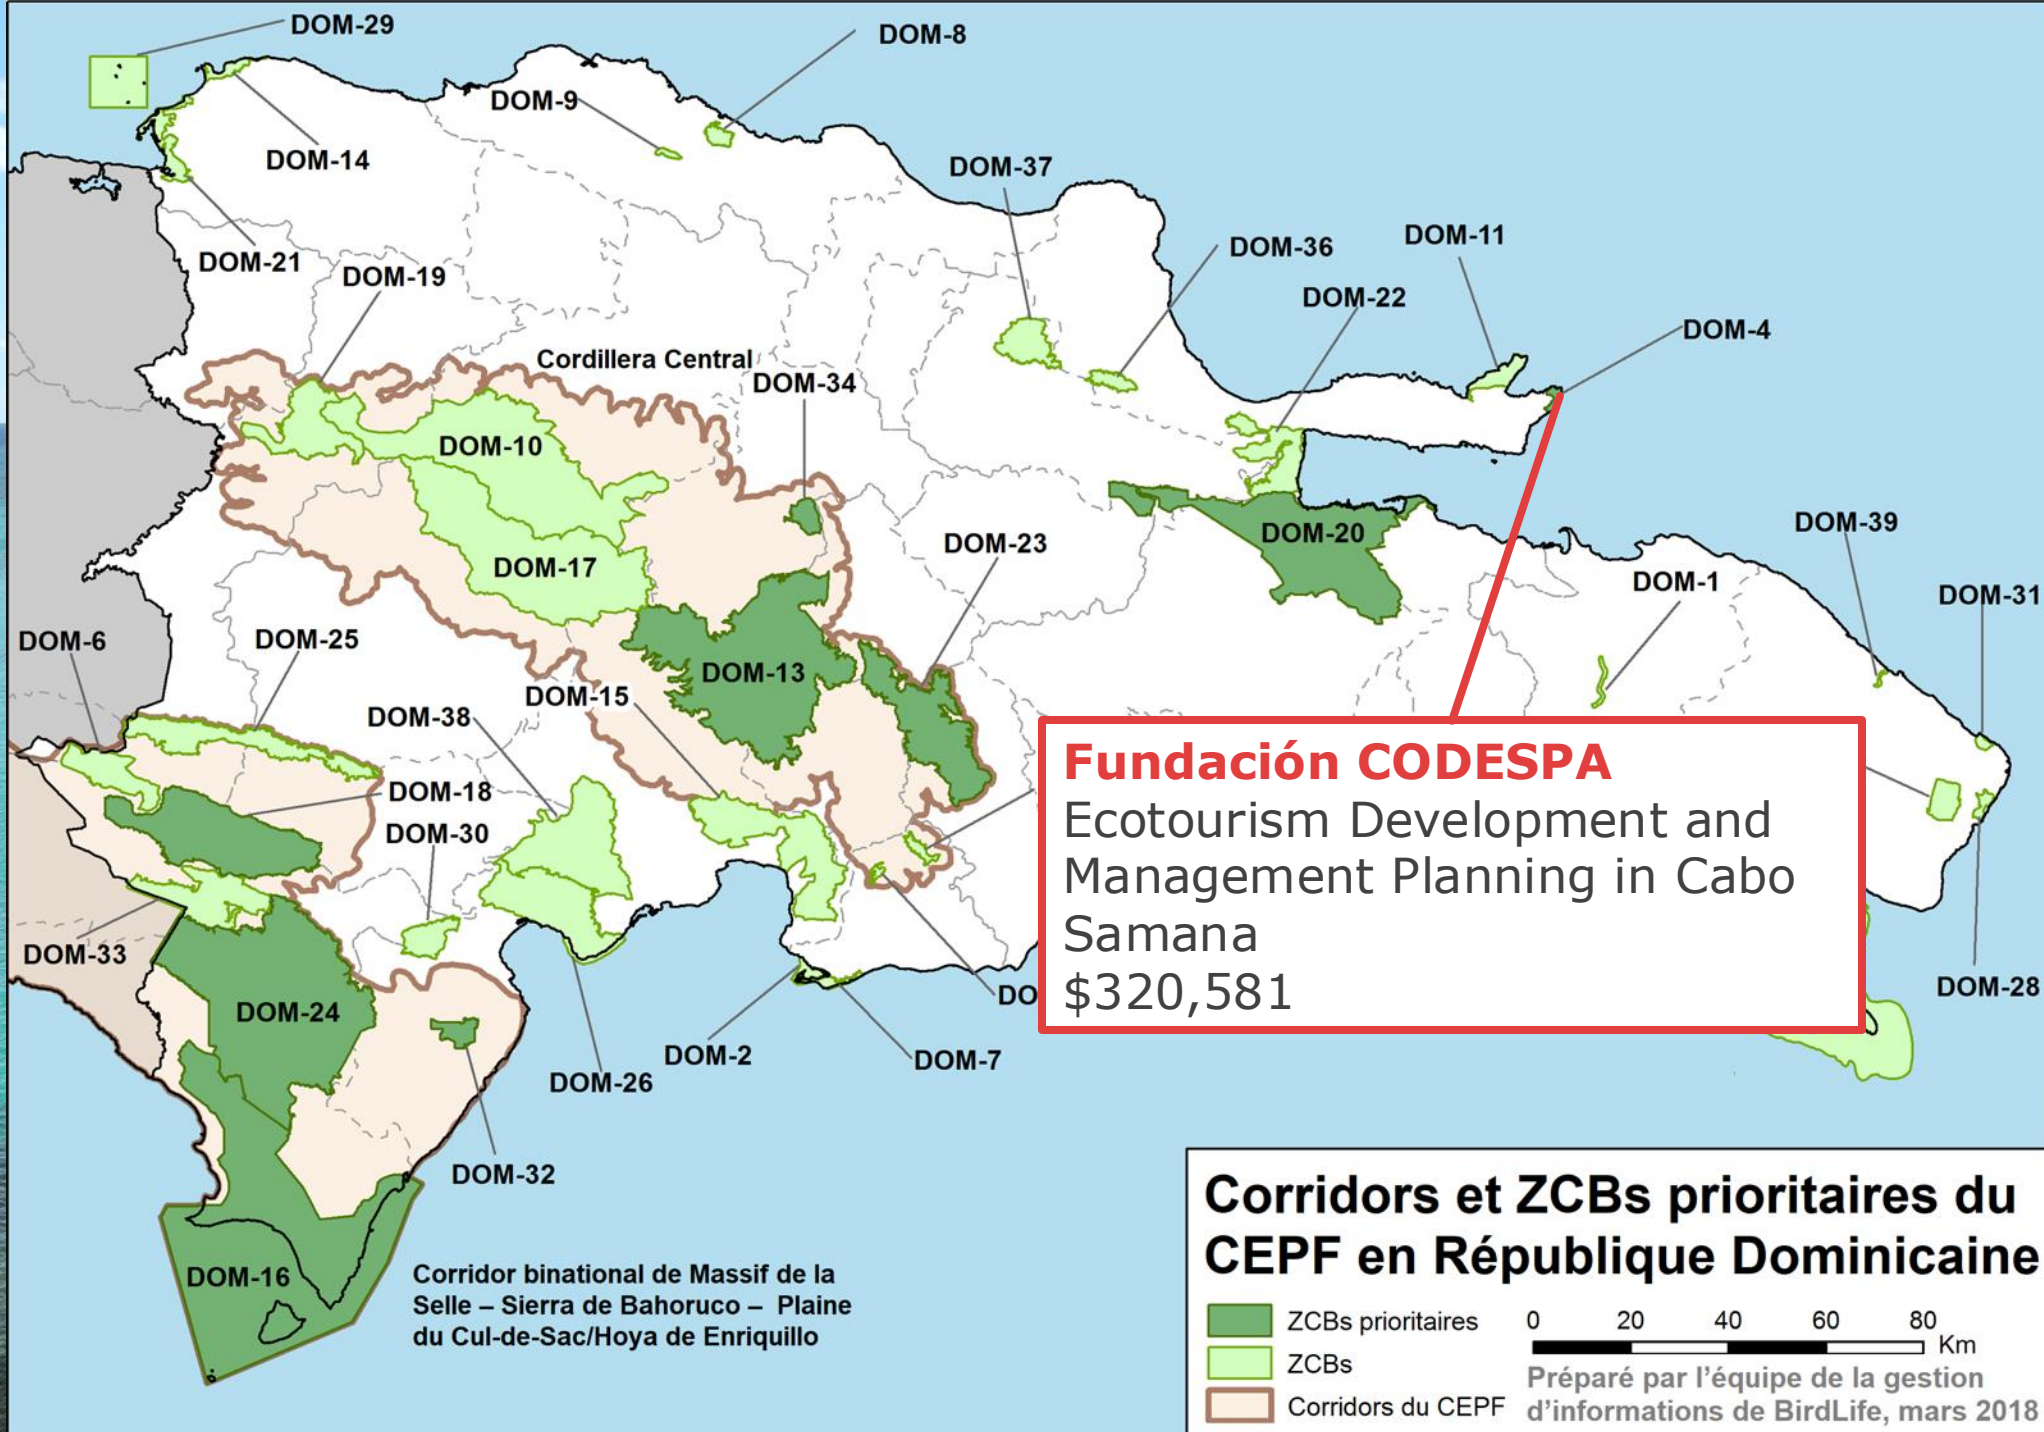 DOM-29
DOM-8
DOM-9
DOM-14
DOM-37
DOM-11
DOM-36
DOM-21
DOM-19
DOM-22
DOM-4
Cordillera Central
DOM-34
DOM-10
DOM-39
DOM-20
DOM-23
DOM-17
DOM-1
DOM-31
DOM-6
DOM-25
DOM-13
DOM-15
DOM-38
DOM-18
DOM-30
Fundación CODESPA
Ecotourism Development and
Management Planning in Cabo
Samana
$320,581
DOM-33
DOM-24
DO
DOM-28
DOM-2
DOM-7
DOM-26
DOM-32
DOM-16
Corridor binational de Massif de la
Selle – Sierra de Bahoruco – Plaine
du Cul-de-Sac/Hoya de Enriquillo
Corridors et ZCBs prioritaires du
CEPF en République Dominicaine
ZCBs prioritaires
ZCBs
Corridors du CEPF
0 20 40 60 80
Km
Préparé par l'équipe de la gestion
d'informations de BirdLife, mars 2018